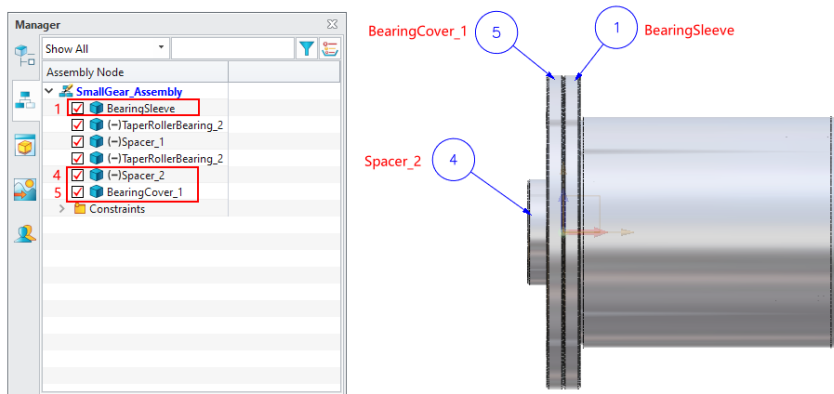 Manager
Show All
Assembly Node
SmallGear_Assembly
1 BearingSleeve
(-)TaperRollerBearing_2
(-)Spacer_1
(-)TaperRollerBearing_2
4 (-)Spacer_2
5 BearingCover_1
Constraints
BearingCover_1 5 1 BearingSleeve
Spacer_2 4